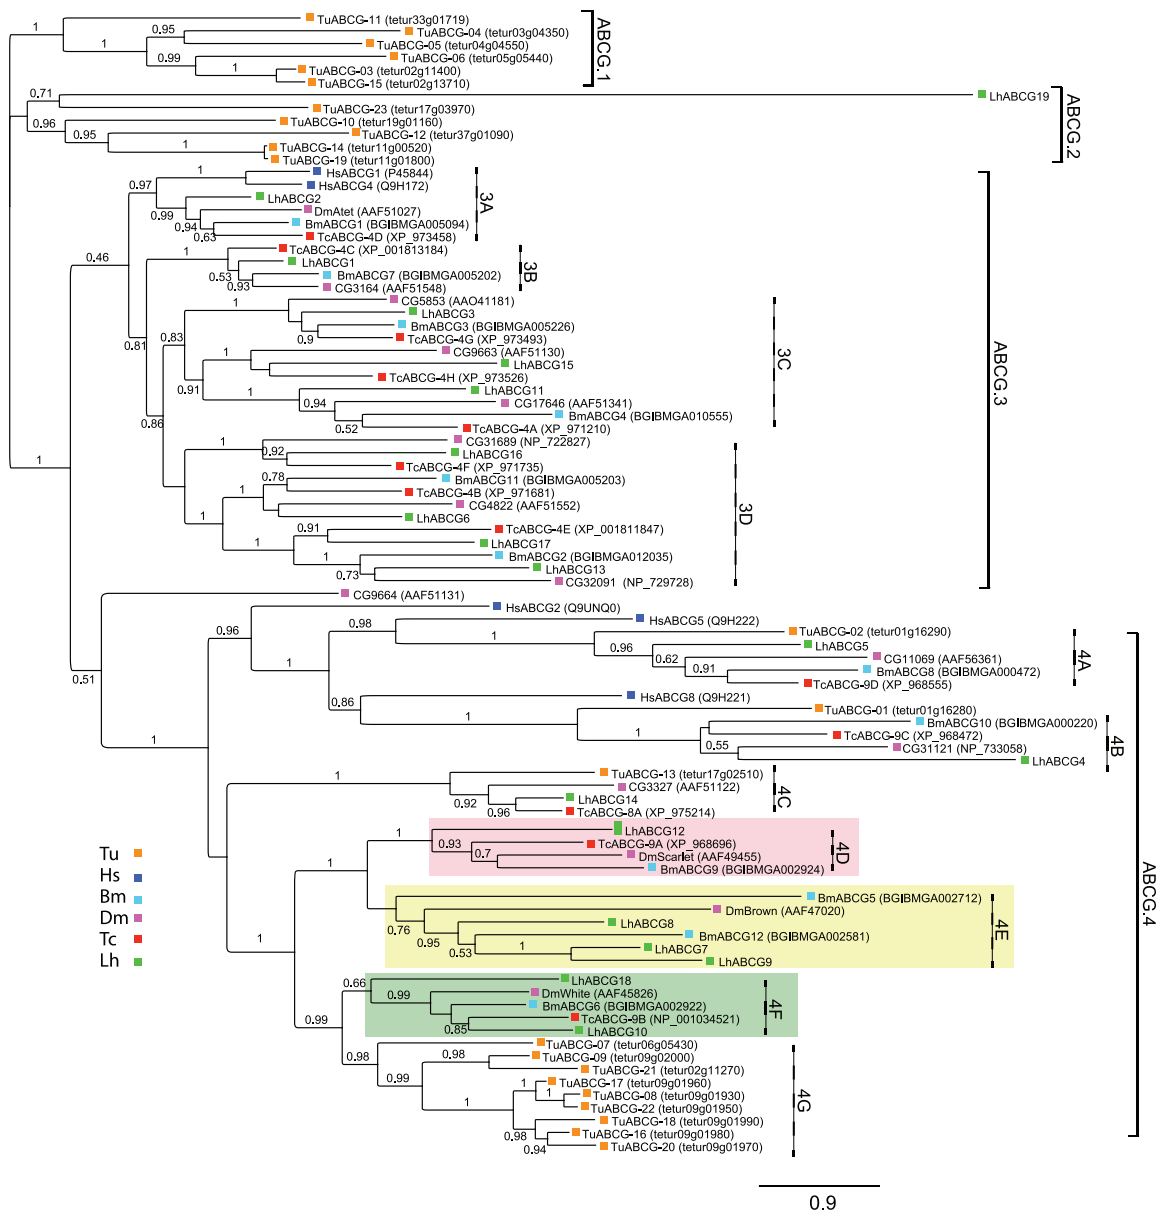 TuABCG-11 (tetur33g01719)
1
0.95
TuABCG-04 (tetur03g04350)
1
TuABCG-05 (tetur04g04550)
0.99
TuABCG-06 (tetur05g05440)
1
TuABCG-03 (tetur02g11400)
TuABCG-15 (tetur02g13710)
ABCG.1
0.71
LhABCG19
TuABCG-23 (tetur17g03970)
0.96
TuABCG-10 (tetur19g01160)
0.95
TuABCG-12 (tetur37g01090)
1
TuABCG-14 (tetur11g00520)
TuABCG-19 (tetur11g01800)
ABCG.2
1
HsABCG1 (P45844)
0.97
HsABCG4 (Q9H172)
LhABCG2
0.99
DmAtet (AAF51027)
0.94
BmABCG1 (BGIBMGA005094)
0.63
TcABCG-4D (XP_973458)
3A
0.46
1
TcABCG-4C (XP_001813184)
LhABCG1
0.53
BmABCG7 (BGIBMGA005202)
0.93
CG3164 (AAF51548)
3B
1
CG5853 (AAO41181)
LhABCG3
BmABCG3 (BGIBMGA005226)
0.9
TcABCG-4G (XP_973493)
0.81
0.83
1
CG9663 (AAF51130)
LhABCG15
TcABCG-4H (XP_973526)
0.91
1
LhABCG11
0.94
CG17646 (AAF51341)
BmABCG4 (BGIBMGA010555)
0.52
TcABCG-4A (XP_971210)
3C
0.86
1
CG31689 (NP_722827)
0.92
LhABCG16
TcABCG-4F (XP_971735)
0.78
BmABCG11 (BGIBMGA005203)
TcABCG-4B (XP_971681)
CG4822 (AAF51552)
LhABCG6
1
0.91
TcABCG-4E (XP_001811847)
1
LhABCG17
1
BmABCG2 (BGIBMGA012035)
LhABCG13
0.73
CG32091 (NP_729728)
3D
ABCG.3
1
CG9664 (AAF51131)
HsABCG2 (Q9UNQ0)
0.96
0.98
HsABCG5 (Q9H222)
1
TuABCG-02 (tetur01g16290)
0.96
LhABCG5
0.62
CG11069 (AAF56361)
0.91
BmABCG8 (BGIBMGA000472)
TcABCG-9D (XP_968555)
4A
0.51
1
HsABCG8 (Q9H221)
0.86
TuABCG-01 (tetur01g16280)
1
BmABCG10 (BGIBMGA000220)
1
TcABCG-9C (XP_968472)
0.55
CG31121 (NP_733058)
LhABCG4
4B
1
1
TuABCG-13 (tetur17g02510)
CG3327 (AAF51122)
0.92
LhABCG14
0.96
TcABCG-8A (XP_975214)
4C
1
LhABCG12
0.93
TcABCG-9A (XP_968696)
0.7
DmScarlet (AAF49455)
BmABCG9 (BGIBMGA002924)
4D
1
BmABCG5 (BGIBMGA002712)
DmBrown (AAF47020)
0.76
LhABCG8
0.95
BmABCG12 (BGIBMGA002581)
0.53
1
LhABCG7
LhABCG9
4E
1
0.66
LhABCG18
0.99
DmWhite (AAF45826)
BmABCG6 (BGIBMGA002922)
TcABCG-9B (NP_001034521)
0.85
LhABCG10
4F
0.99
TuABCG-07 (tetur06g05430)
0.98
0.98
TuABCG-09 (tetur09g02000)
TuABCG-21 (tetur02g11270)
0.99
1
TuABCG-17 (tetur09g01960)
1
TuABCG-08 (tetur09g01930)
1
TuABCG-22 (tetur09g01950)
TuABCG-18 (tetur09g01990)
0.98
TuABCG-16 (tetur09g01980)
0.94
TuABCG-20 (tetur09g01970)
4G
ABCG.4
Tu
Hs
Bm
Dm
Tc
Lh
0.9